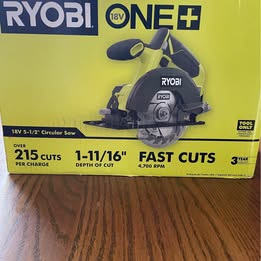 RYOBI 18V ONE+
RYOBI
18V 5-1/2" Circular Saw
TOOL
ONLY
OVER
215 CUTS
PER CHARGE
1-11/16"
DEPTH OF CUT
FAST CUTS
4,700 RPM
3 YEAR